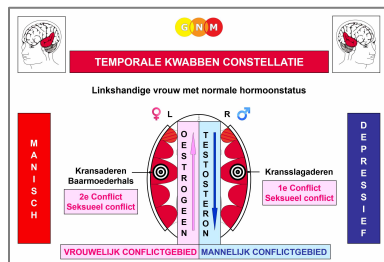 GNM
TEMPORALE KWABBEN CONSTELLATIE
Linkshandige vrouw met normale hormoonstatus
♀ L R ♂
MANISCH
Kransaderen
Baarmoederhals
2e Conflict
Seksueel conflict
OESTROGEEN
TESTOSTERON
Kransslagaderen
1e Conflict
Seksueel conflict
DEPRESSIEF
VROUWELIJK CONFLICTGEBIED
MANNELIJK CONFLICTGEBIED